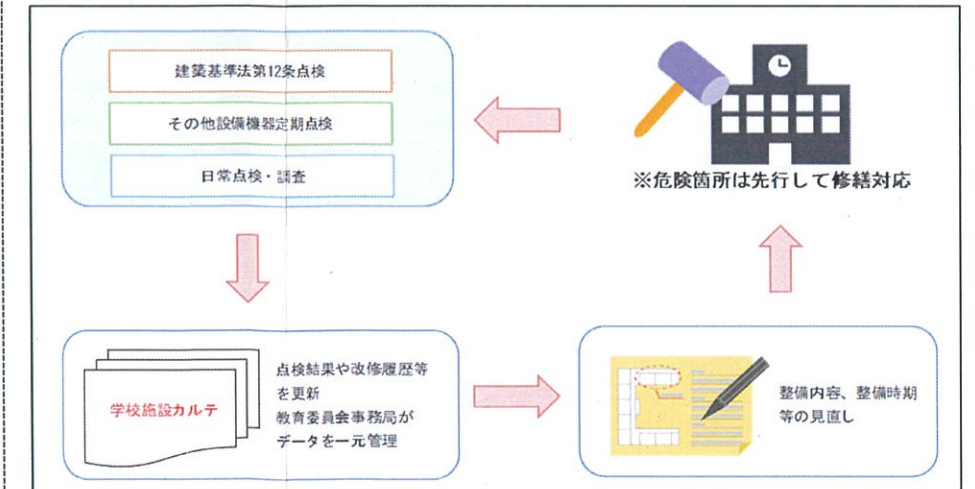 建築基準法第12条点検
その他設備機器定期点検
日常点検・調査
※危険箇所は先行して修繕対応
学校施設カルテ
点検結果や改修履歴等
を更新
教育委員会事務局が
データを一元管理
整備内容、整備時期
等の見直し